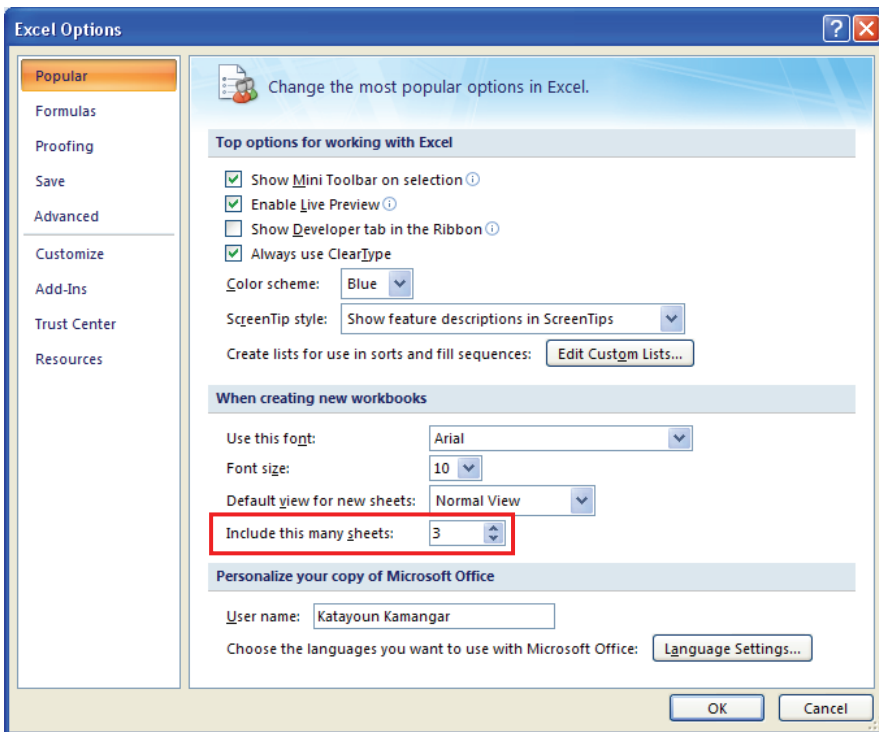 Excel Options
Popular
Formulas
Proofing
Save
Advanced
Customize
Add-Ins
Trust Center
Resources
Change the most popular options in Excel.
Top options for working with Excel
Show Mini Toolbar on selection
Enable Live Preview
Show Developer tab in the Ribbon
Always use ClearType
Color scheme: Blue
ScreenTip style: Show feature descriptions in ScreenTips
Create lists for use in sorts and fill sequences: Edit Custom Lists...
When creating new workbooks
Use this font: Arial
Font size: 10
Default view for new sheets: Normal View
Include this many sheets: 3
Personalize your copy of Microsoft Office
User name: Katayoun Kamangar
Choose the languages you want to use with Microsoft Office: Language Settings...
OK Cancel